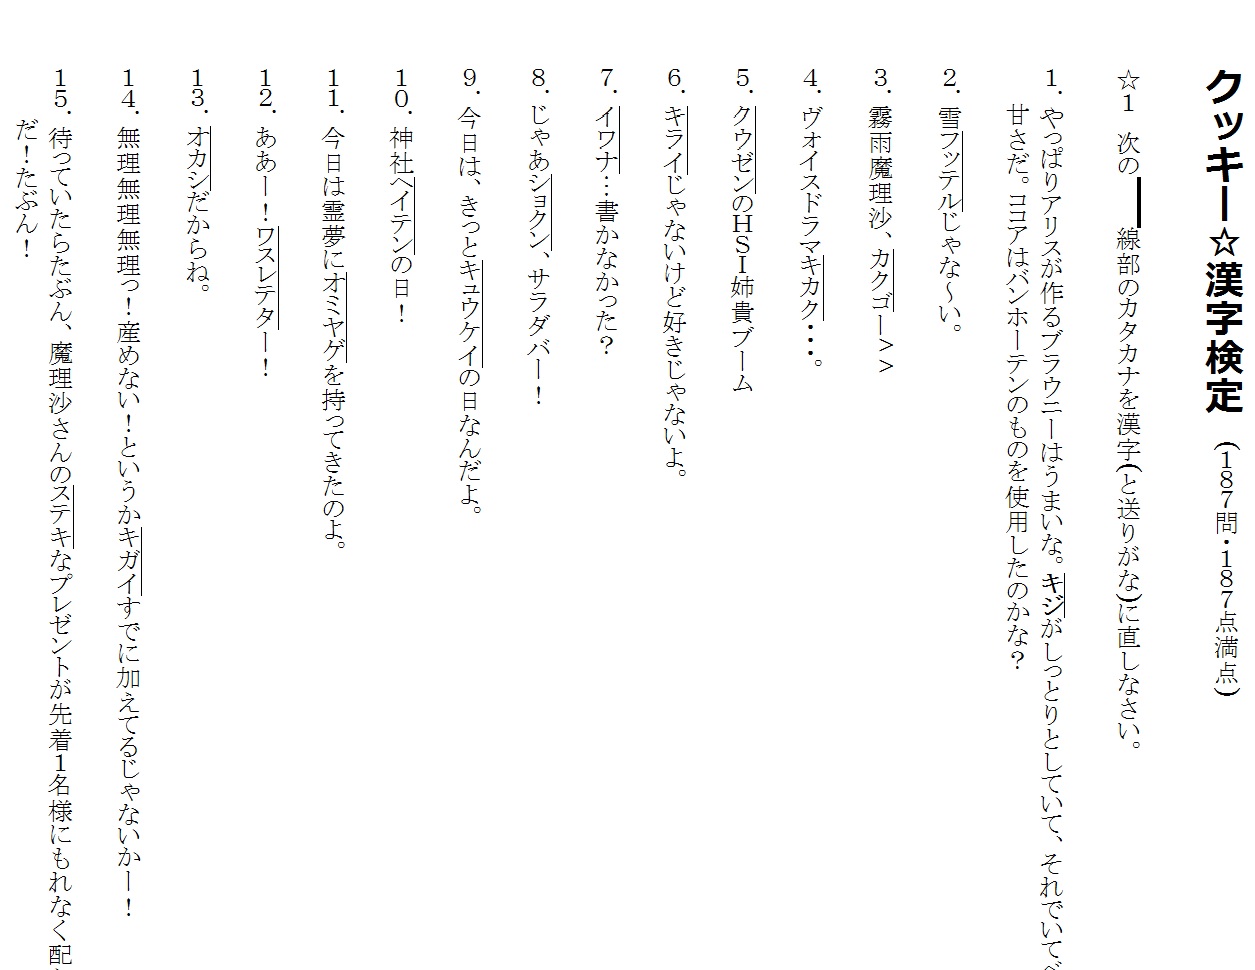 クッキー☆漢字検定（187問・187点満点）
☆1　次の━━線部のカタカナを漢字(と送りがな)に直しなさい。
1．やっぱりアリスが作るブラウニーはうまいな。キジがしっとりとしていて、それでいてべ
甘さだ。ココアはバンホーテンのものを使用したのかな？
2．雪フッテルじゃな～い。
3．霧雨魔理沙、カクゴー>>
4．ヴォイスドラマキカク・・・。
5．クウゼンのHSI姉貴ブーム
6．キライじゃないけど好きじゃないよ。
7．イワナ…書かなかった？
8．じゃあショクン、サラダバー！
9．今日は、きっとキュウケイの日なんだよ。
10．神社ヘイテンの日！
11．今日は霊夢にオミヤゲを持ってきたのよ。
12．ああー！ワスレテター！
13．オカシだからね。
14．無理無理無理っ！産めない！というかキガイすでに加えてるじゃないかー！
15．待っていたらたぶん、魔理沙さんのステキなプレゼントが先着1名様にもれなく配
だ！たぶん！